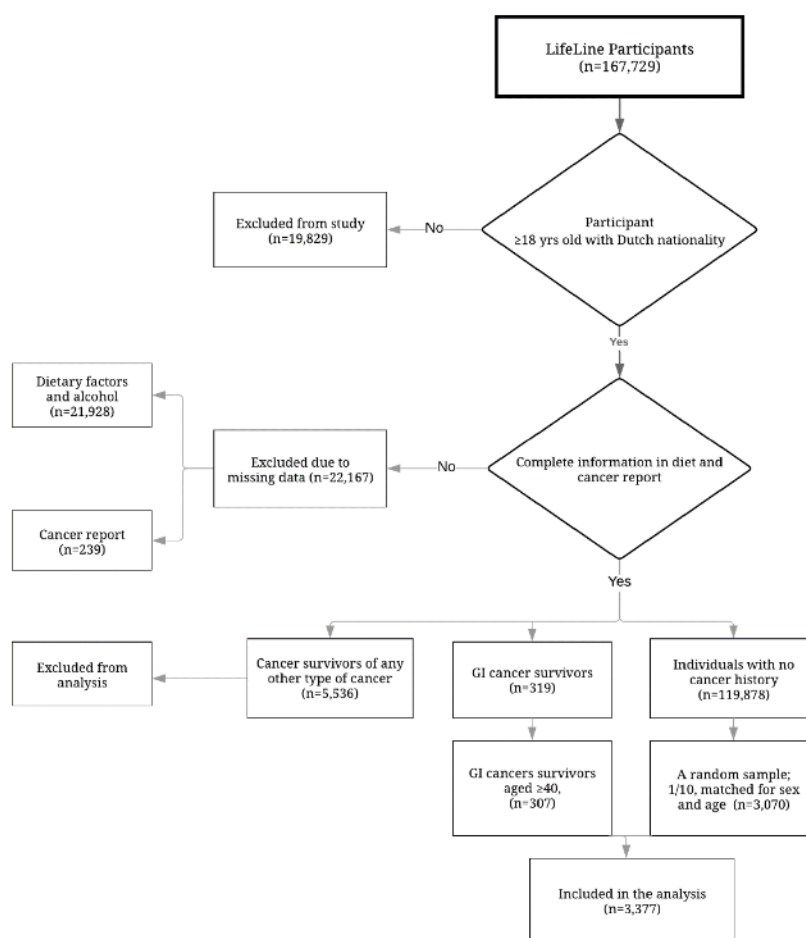 LifeLine Participants
(n=167,729)
Participant
≥18 yrs old with Dutch nationality
No
Excluded from study
(n=19,829)
Yes
Complete information in diet and
cancer report
No
Excluded due to
missing data (n=22,167)
Dietary factors
and alcohol
(n=21,928)
Cancer report
(n=239)
Yes
Excluded from
analysis
Cancer survivors of any
other type of cancer
(n=5,536)
GI cancer survivors
(n=319)
Individuals with no
cancer history
(n=119,878)
GI cancers survivors
aged ≥40,
(n=307)
A random sample;
1/10, matched for sex
and age (n=3,070)
Included in the analysis
(n=3,377)